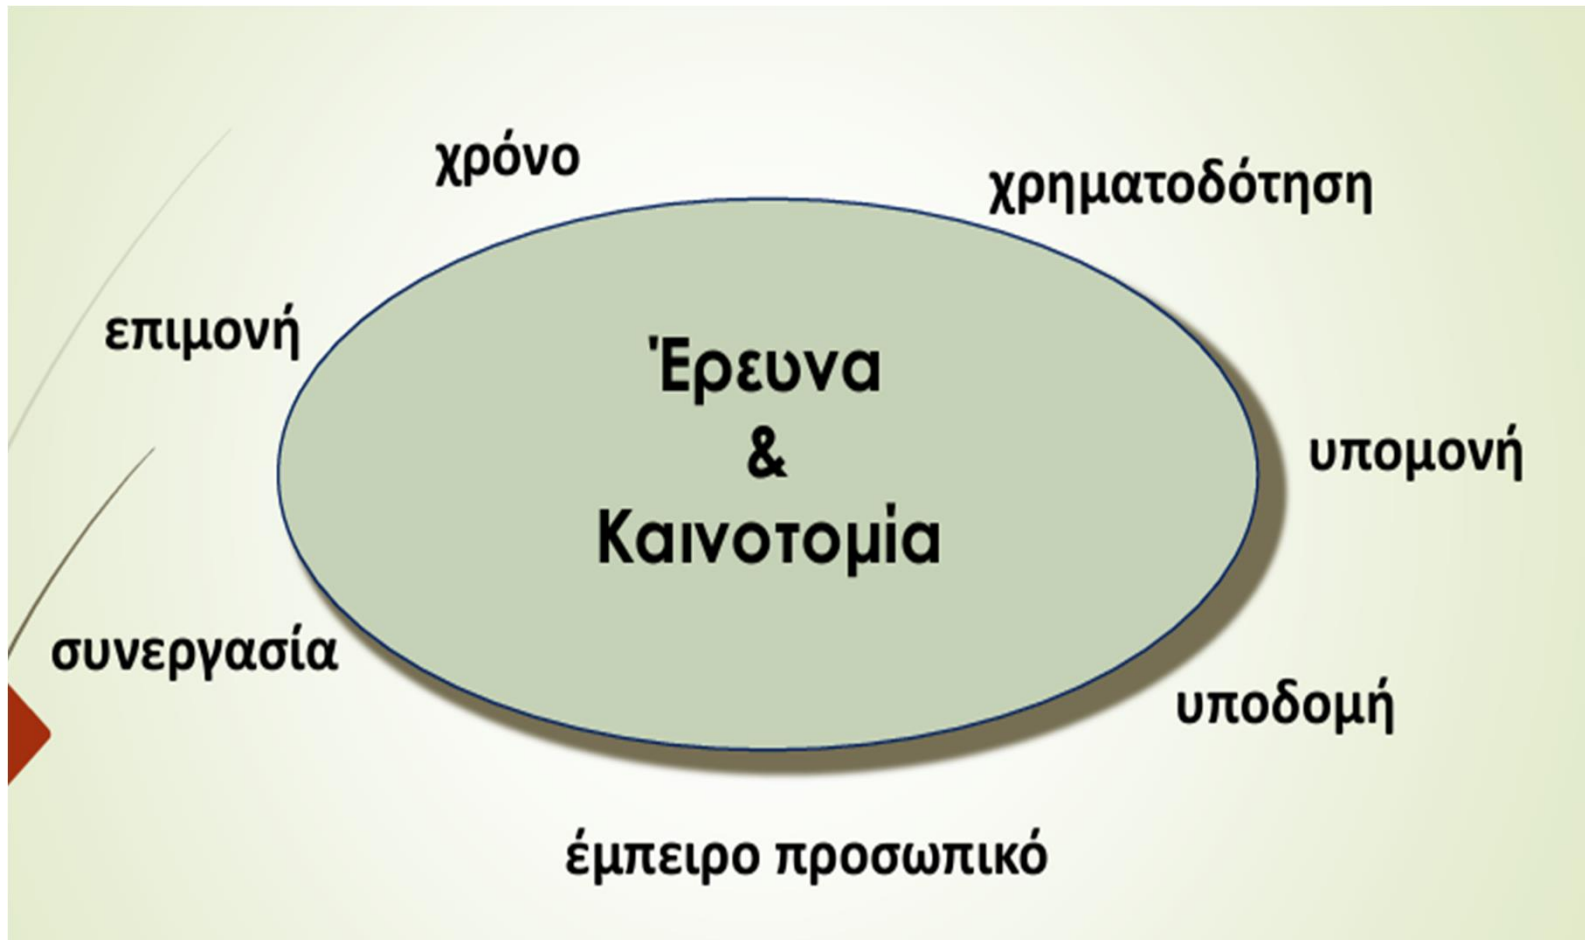 χρόνο
χρηματοδότηση
επιμονή
Έρευνα
&
Καινοτομία
υπομονή
συνεργασία
υποδομή
έμπειρο προσωπικό